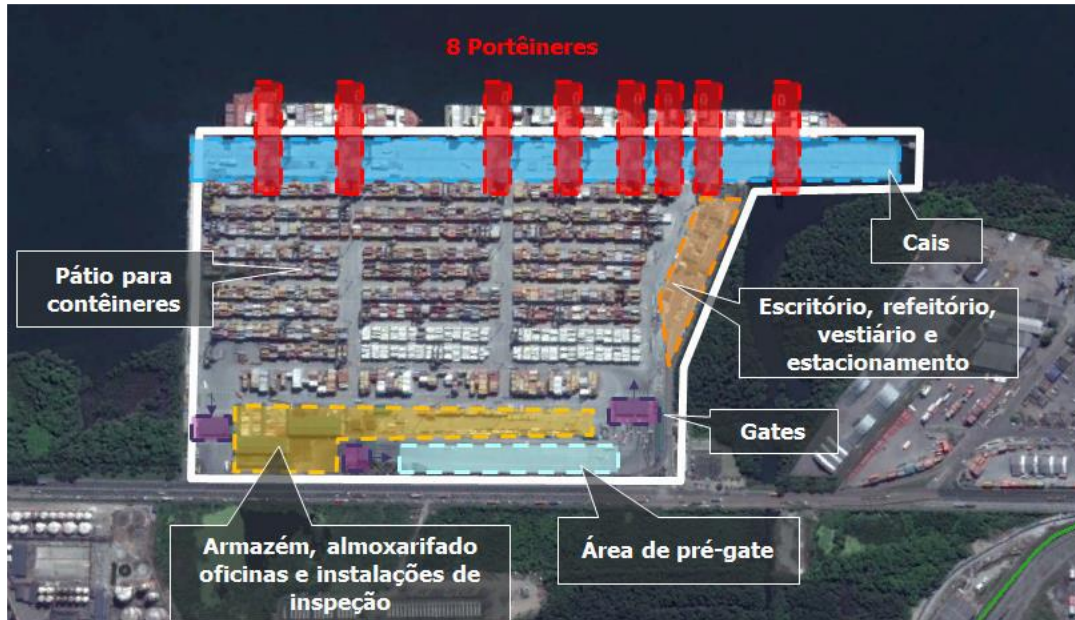 8 Portêineres
Cais
Pátio para
contêineres
Escritório, refeitório,
vestiário e
estacionamento
Gates
Armazém, almoxarifado
oficinas e instalações de
inspeção
Área de pré-gate